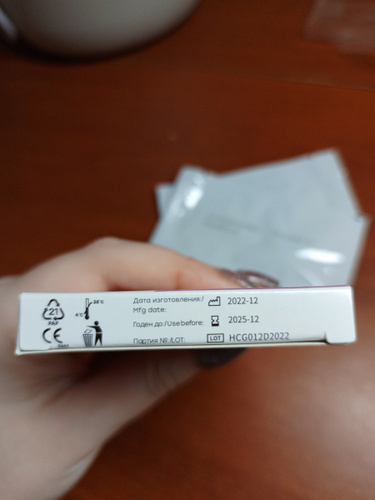 21
PAP
4°C
Дата изготовления:/
Mfg date:
2022-12
Годен до:/Use before:
2025-12
Партия №:/LOT:
LOT HCG012D2022
CE